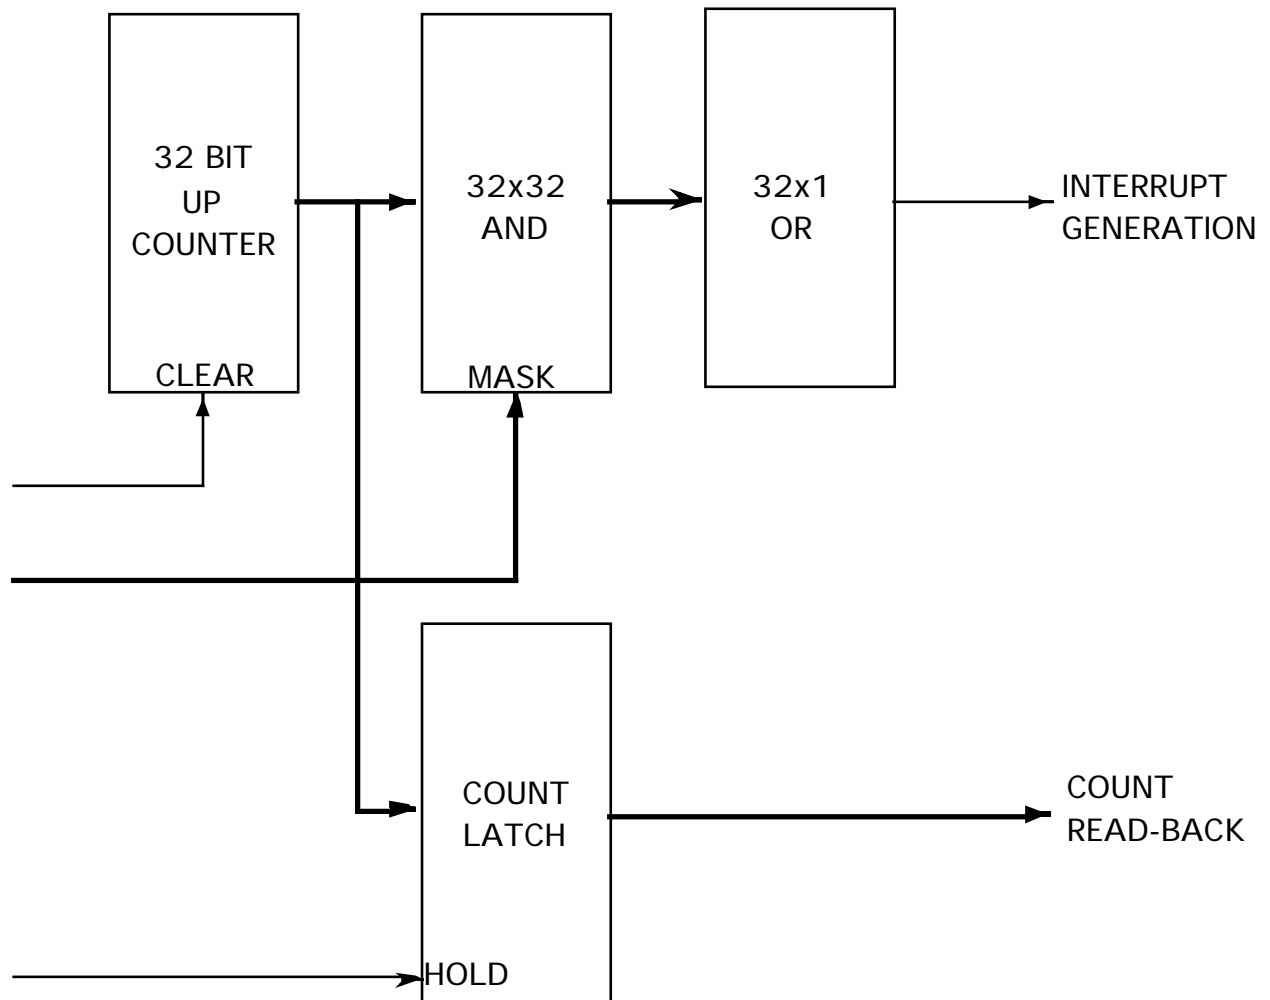 32 BIT
UP
COUNTER
CLEAR
32x32
AND
MASK
32x1
OR
INTERRUPT
GENERATION
COUNT
LATCH
HOLD
COUNT
READ-BACK